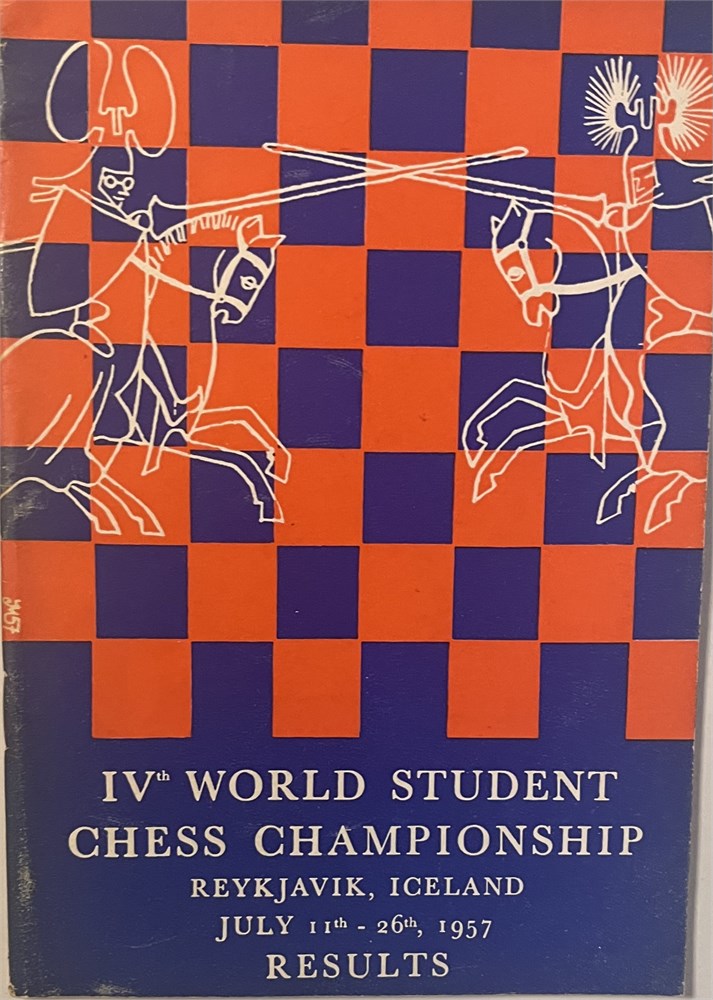 IVth WORLD STUDENT
CHESS CHAMPIONSHIP
REYKJAVIK, ICELAND
JULY 11th - 26th, 1957
RESULTS